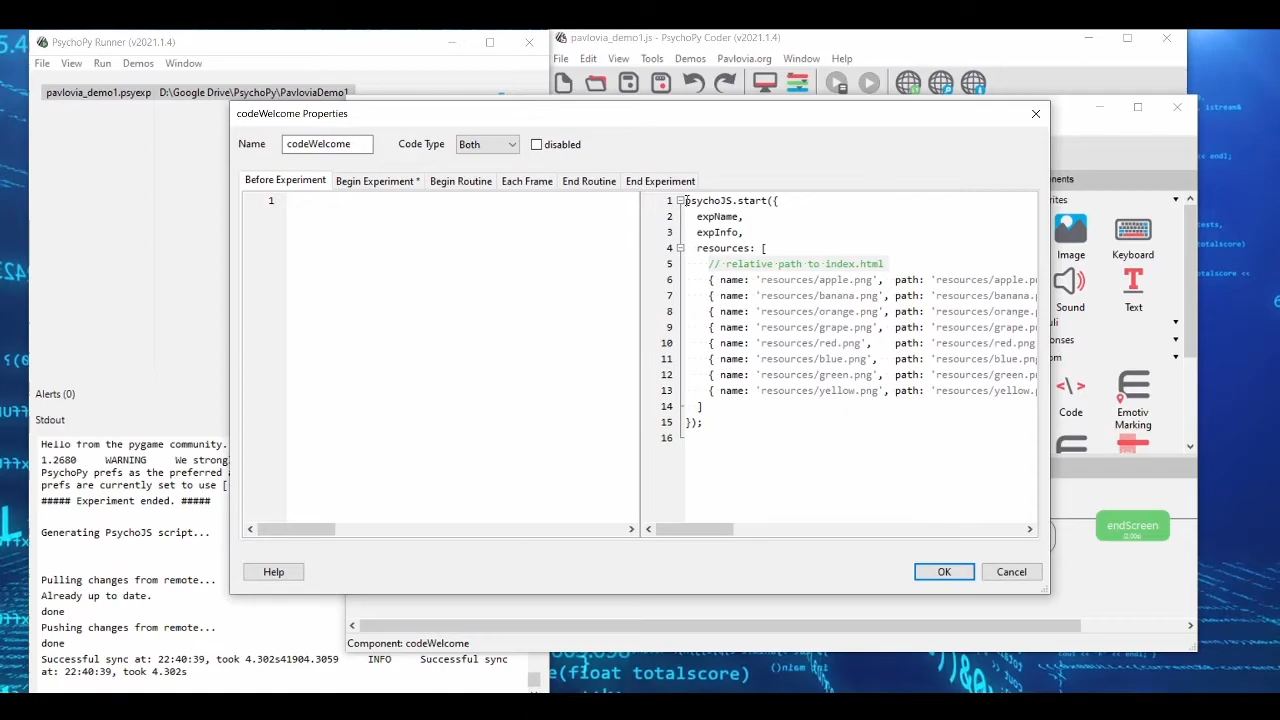 PsychoPy Runner (v2021.1.4)
File View Run Demos Window
pavlovia_demo1.psyexp D:\Google Drive\PsychoPy\PavloviaDemo1
pavlovia_demo1.js - PsychoPy Coder (v2021.1.4)
File Edit View Tools Demos Pavlovia.org Window Help
codeWelcome Properties
Name codeWelcome Code Type Both disabled
Before Experiment Begin Experiment * Begin Routine Each Frame End Routine End Experiment
1
1 psychoJS.start({
2 expName,
3 expInfo,
4 resources: [
5 // relative path to index.html
6 { name: 'resources/apple.png', path: 'resources/apple.p
7 { name: 'resources/banana.png', path: 'resources/banana.p
8 { name: 'resources/orange.png', path: 'resources/orange.p
9 { name: 'resources/grape.png', path: 'resources/grape.p
10 { name: 'resources/red.png', path: 'resources/red.png
11 { name: 'resources/blue.png', path: 'resources/blue.pn
12 { name: 'resources/green.png', path: 'resources/green.p
13 { name: 'resources/yellow.png', path: 'resources/yellow.p
14 ]
15 });
16
Help OK Cancel
Image Keyboard
Sound Text
Code Emotiv
Marking
endScreen
(2.00s)
Component: codeWelcome
Alerts (0)
Stdout
Hello from the pygame community.
1.2680 WARNING We strong
PsychoPy prefs as the preferred
prefs are currently set to use [
##### Experiment ended. #####
Generating PsychoJS script...
Pulling changes from remote...
Already up to date.
done
Pushing changes from remote...
done
Successful sync at: 22:40:39, took 4.302s41904.3059 INFO Successful sync
at: 22:40:39, took 4.302s
e(float totalscore)